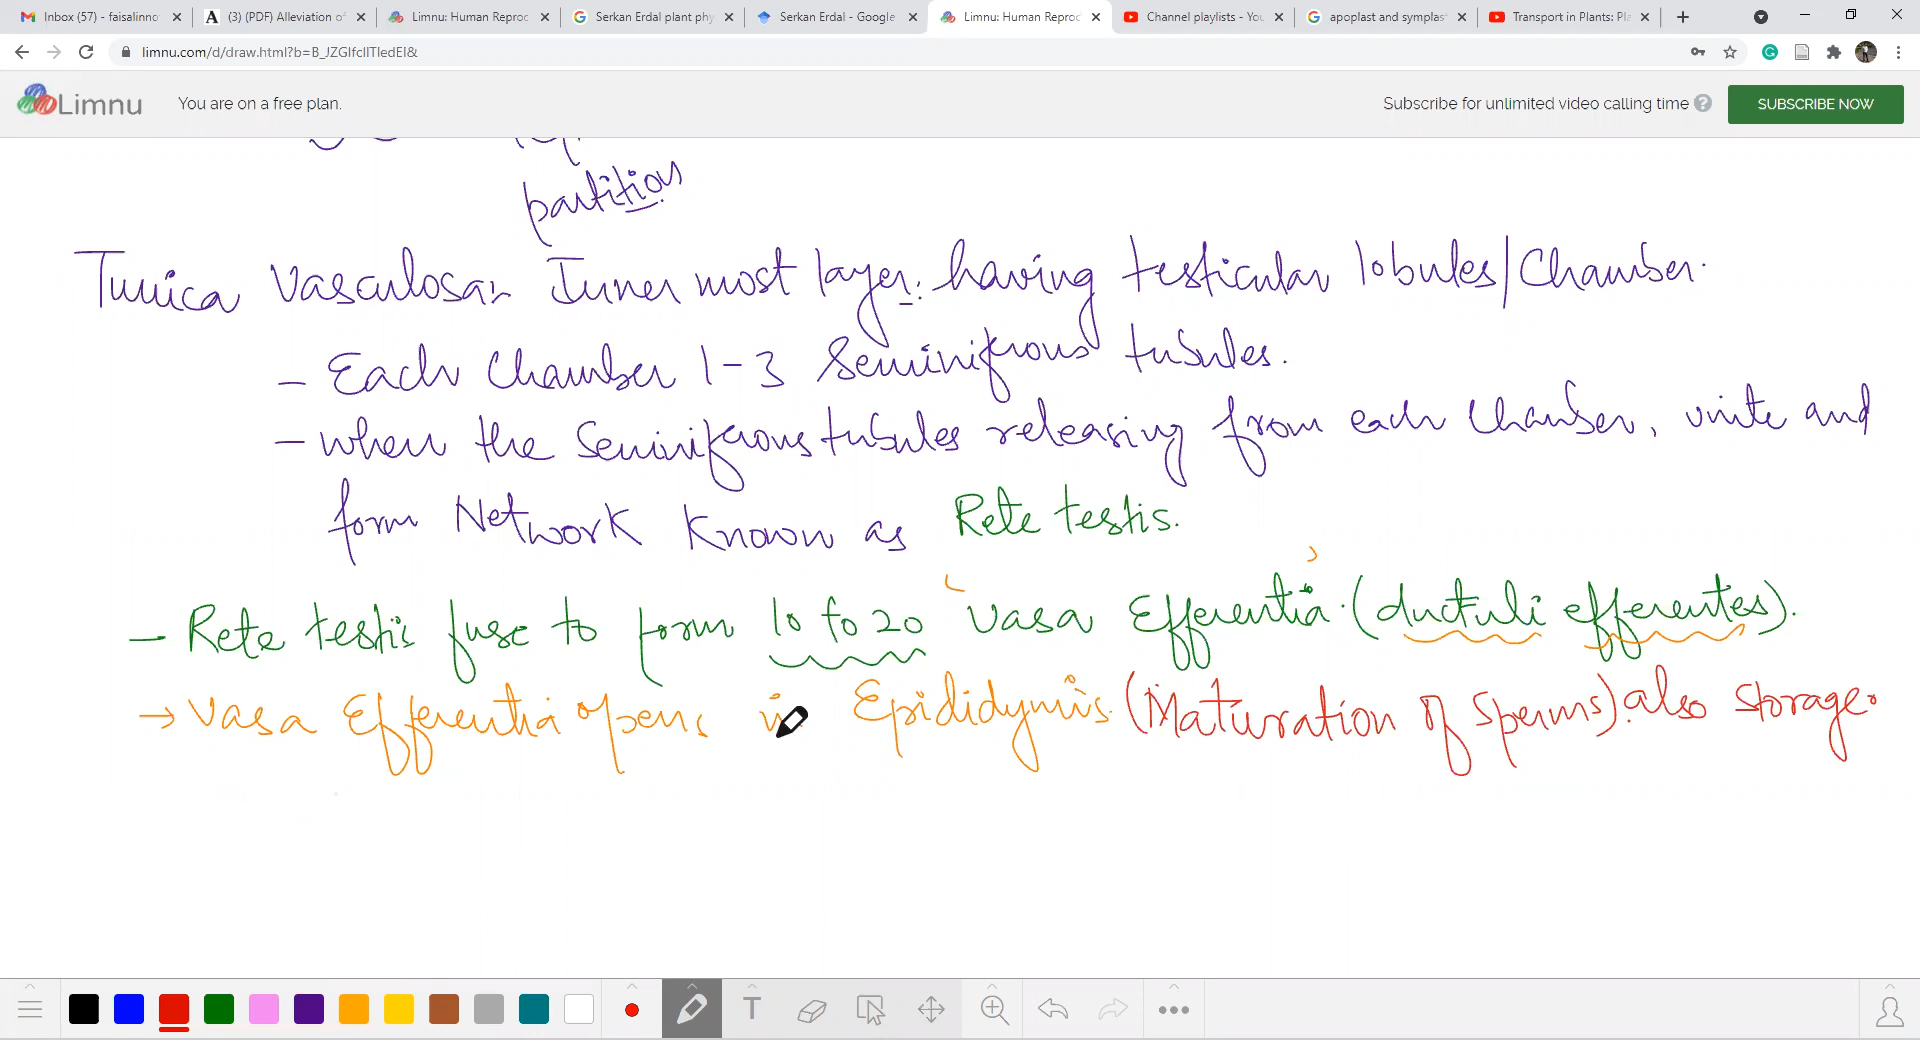 Inbox (57) - faisalinno
(3) (PDF) Alleviation of
Limnu: Human Reproc
Serkan Erdal plant phy
Serkan Erdal - Google
Limnu: Human Reproc
Channel playlists - You
apoplast and symplast
Transport in Plants: Pla
limnu.com/d/draw.html?b=B_JZGIfcIlTledEI&
Limnu
You are on a free plan.
Subscribe for unlimited video calling time ?
SUBSCRIBE NOW
partition
Tunica Vasculosa:- Inner most layer: having testicular lobules/Chamber.
- Each Chamber 1-3 Seminiferous tubules.
- when the Seminiferous tubules releasing from each Chamber, unite and
form Network Known as Rete testis.
- Rete testis fuse to form 10 to 20 Vasa Efferentia. (ductuli efferentes).
→ Vasa Efferentia opens in Epididymis. (Maturation of Sperms). also Storage.
T